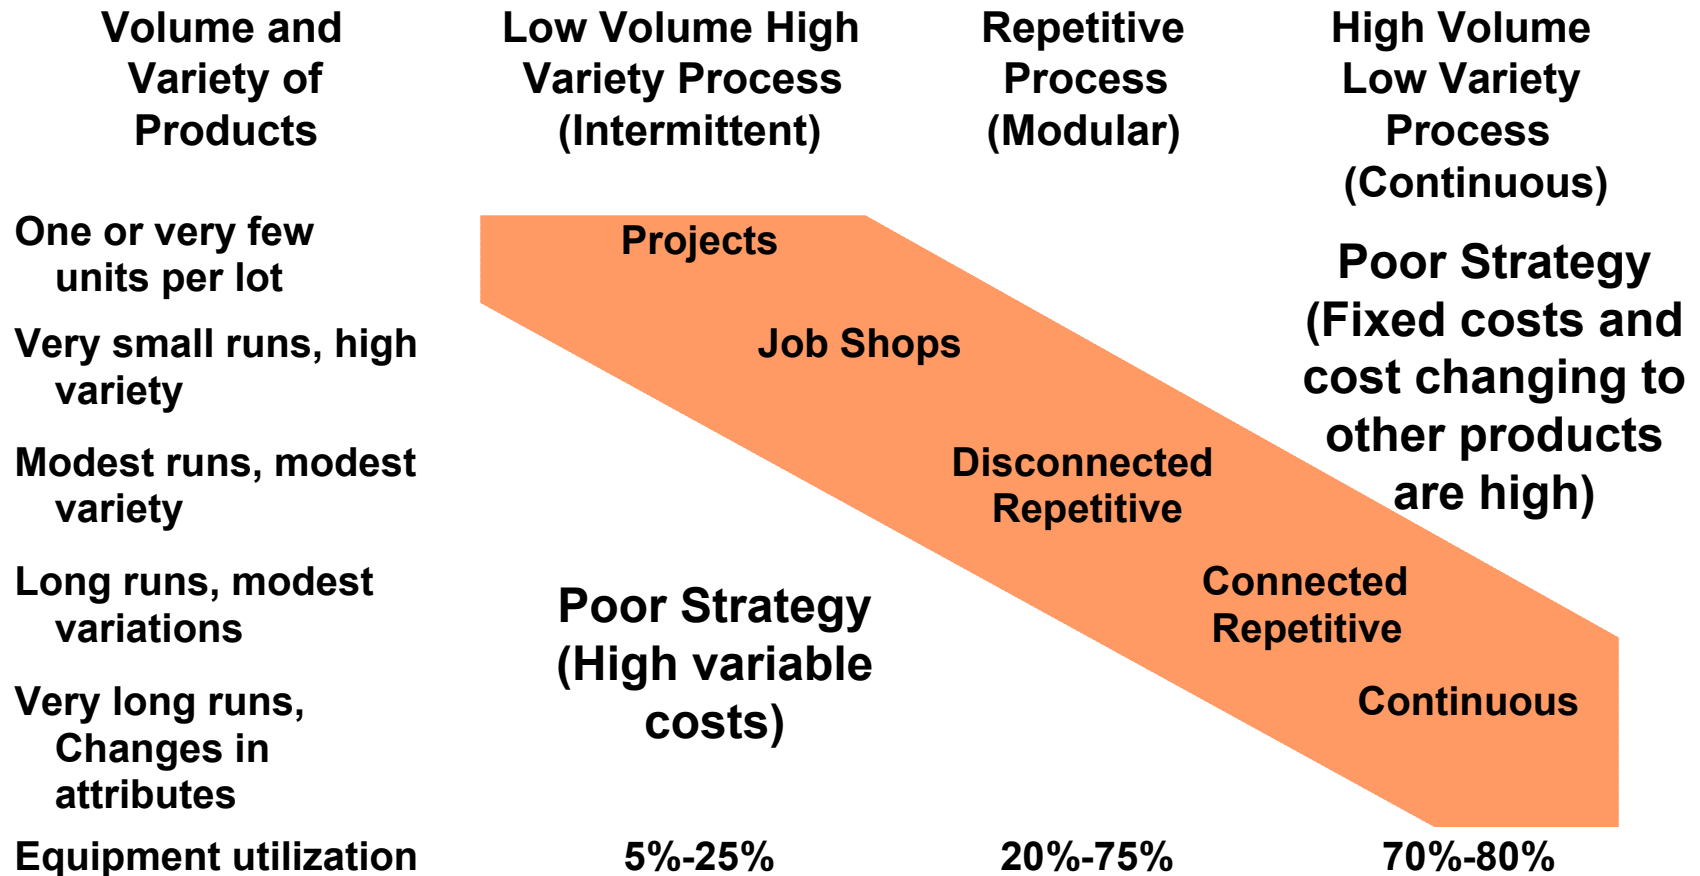 Volume and
Variety of
Products
Low Volume High
Variety Process
(Intermittent)
Repetitive
Process
(Modular)
High Volume
Low Variety
Process
(Continuous)
One or very few
units per lot
Projects
Poor Strategy
(Fixed costs and
cost changing to
other products
are high)
Very small runs, high
variety
Job Shops
Modest runs, modest
variety
Disconnected
Repetitive
Long runs, modest
variations
Poor Strategy
(High variable
costs)
Connected
Repetitive
Very long runs,
Changes in
attributes
Continuous
Equipment utilization
5%-25%
20%-75%
70%-80%